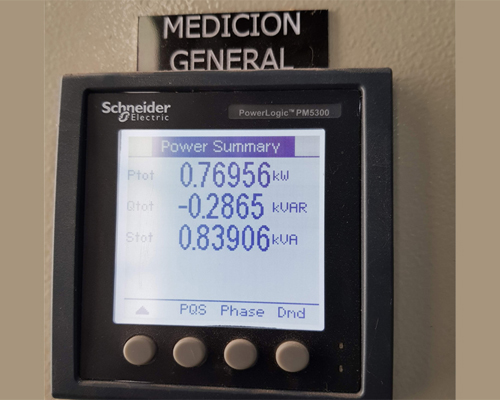 MEDICION
GENERAL
Schneider
Electric
PowerLogic™ PM5300
Power Summary
Ptot 0.76956 kW
Qtot -0.2865 kVAR
Stot 0.83906 kVA
PQS Phase Dmd